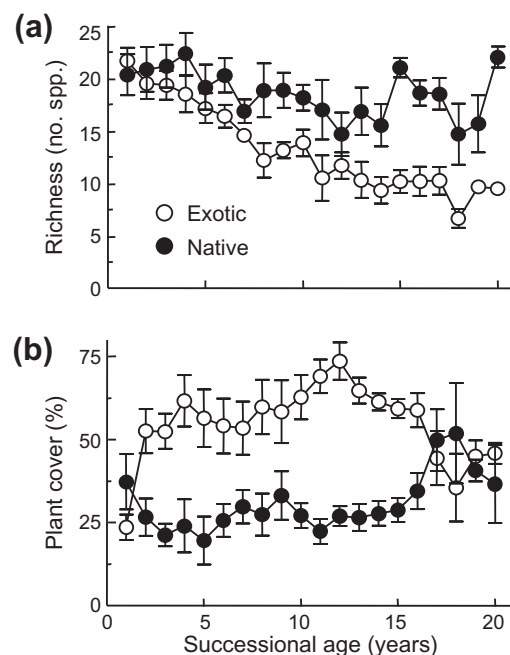 (a)
Richness (no. spp.)
25
20
15
10
5
0
Exotic
Native
(b)
Plant cover (%)
75
50
25
0
0 5 10 15 20
Successional age (years)